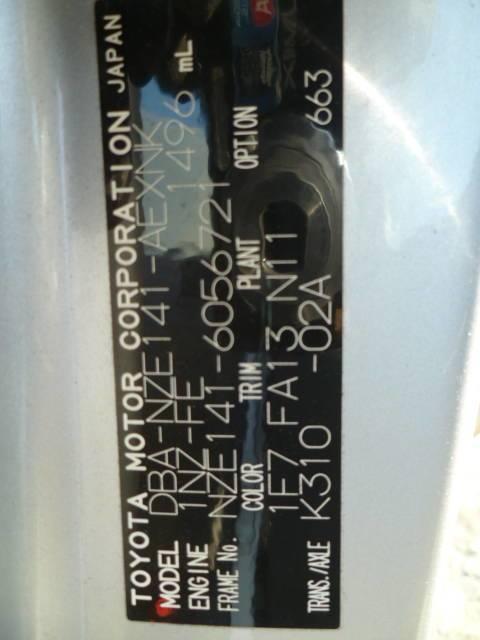 TOYOTA MOTOR CORPORATION JAPAN
MODEL DBA-NZE141-AEXNK
ENGINE 1NZ-FE 1496 mL
FRAME No. NZE141-6056721
COLOR TRIM PLANT OPTION
1E7 FA13 N11
TRANS./AXLE K310 -02A 663